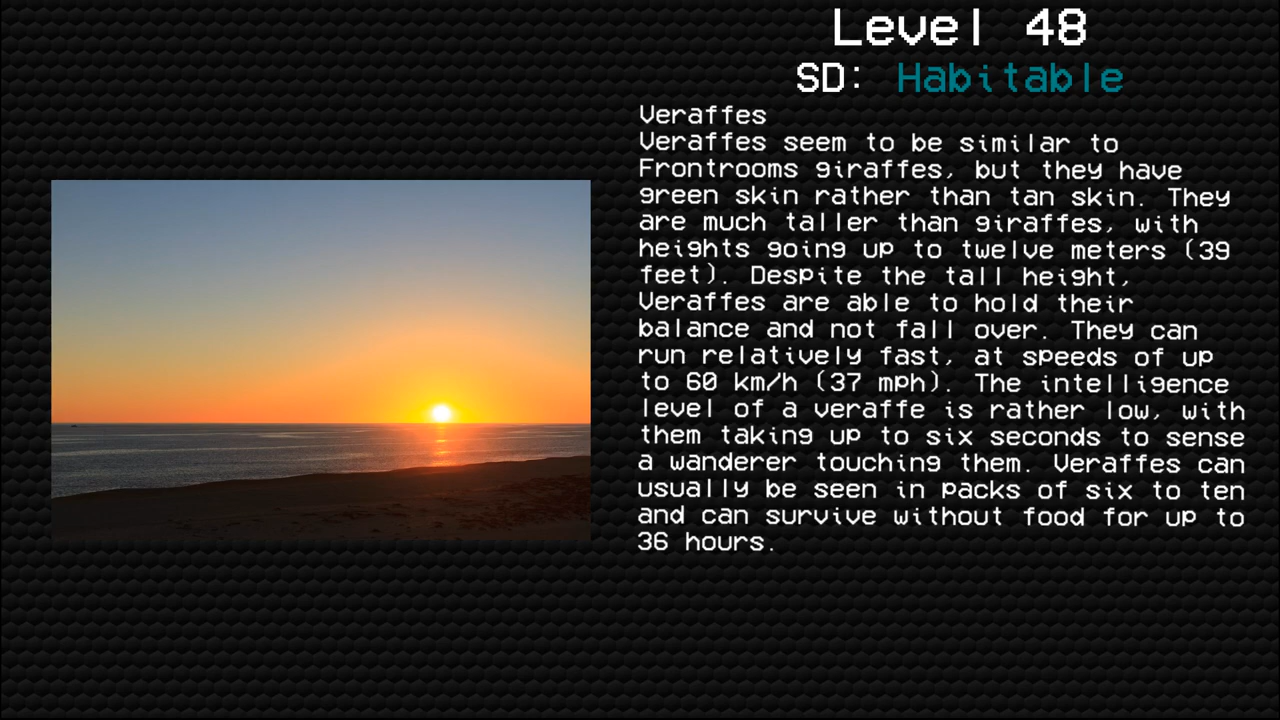 Level 48
SD: Habitable
Veraffes
Veraffes seem to be similar to
Frontrooms giraffes, but they have
green skin rather than tan skin. They
are much taller than giraffes, with
heights going up to twelve meters (39
feet). Despite the tall height,
Veraffes are able to hold their
balance and not fall over. They can
run relatively fast, at speeds of up
to 60 km/h (37 mph). The intelligence
level of a veraffe is rather low, with
them taking up to six seconds to sense
a wanderer touching them. Veraffes can
usually be seen in packs of six to ten
and can survive without food for up to
36 hours.